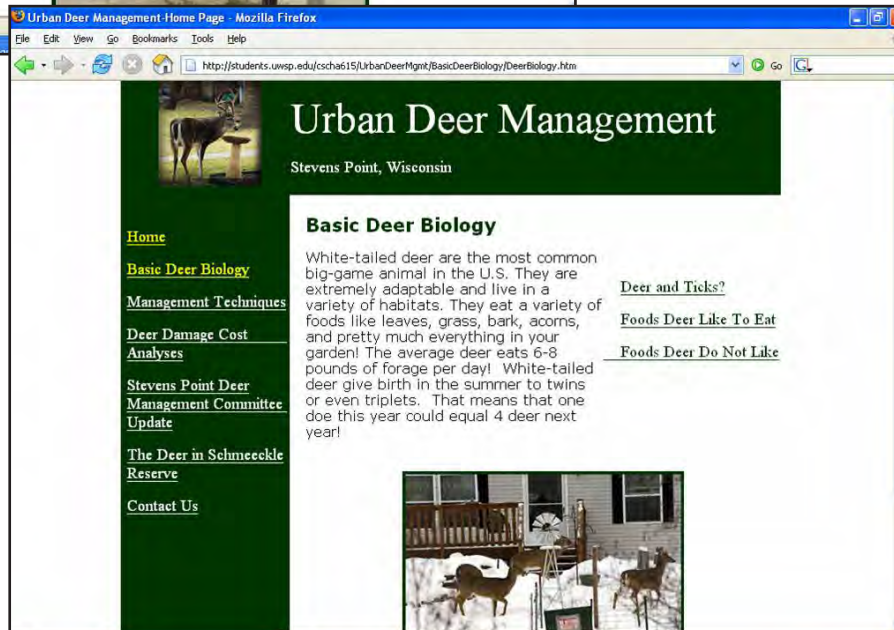 Urban Deer Management-Home Page - Mozilla Firefox
File Edit View Go Bookmarks Tools Help
http://students.uwsp.edu/cscha615/UrbanDeerMgmt/BasicDeerBiology/DeerBiology.htm
Go
Urban Deer Management
Stevens Point, Wisconsin
Home
Basic Deer Biology
Management Techniques
Deer Damage Cost
Analyses
Stevens Point Deer
Management Committee
Update
The Deer in Schmeeckle
Reserve
Contact Us
Basic Deer Biology
White-tailed deer are the most common
big-game animal in the U.S. They are
extremely adaptable and live in a
variety of habitats. They eat a variety of
foods like leaves, grass, bark, acorns,
and pretty much everything in your
garden! The average deer eats 6-8
pounds of forage per day!  White-tailed
deer give birth in the summer to twins
or even triplets.  That means that one
doe this year could equal 4 deer next
year!
Deer and Ticks?
Foods Deer Like To Eat
Foods Deer Do Not Like